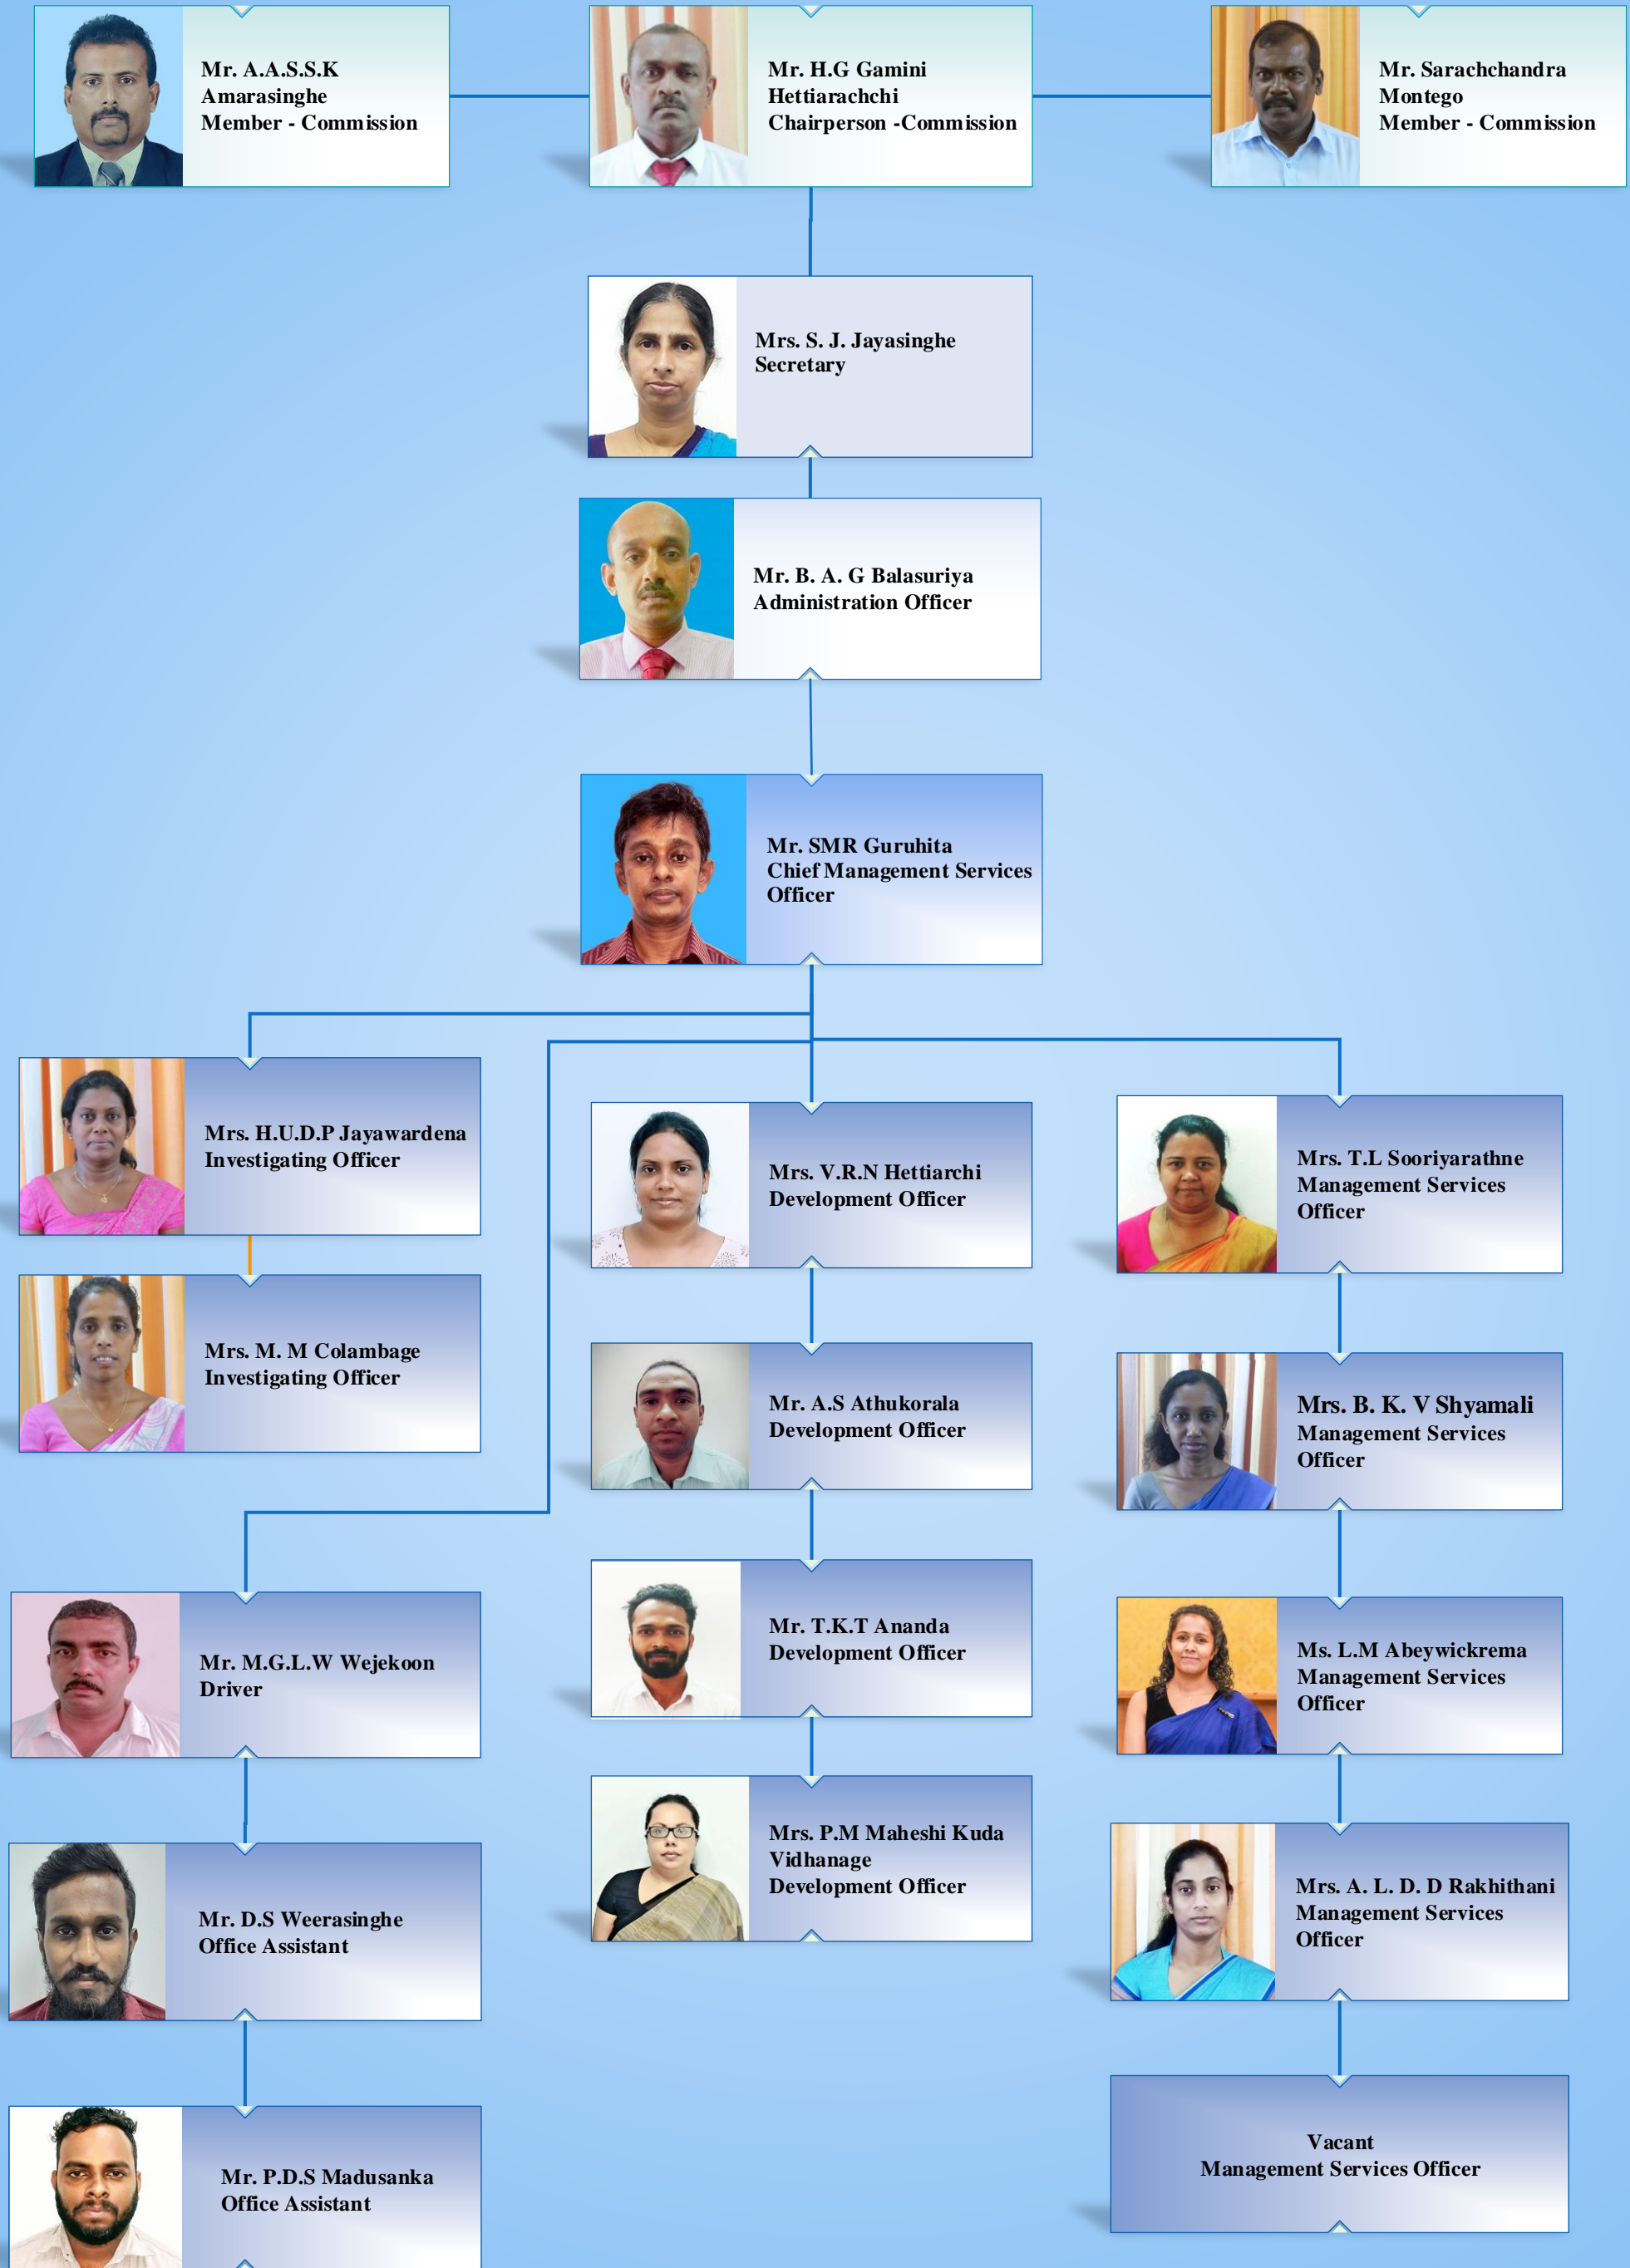 Mr. A.A.S.S.K
Amarasinghe
Member - Commission
Mr. H.G Gamini
Hettiarachchi
Chairperson -Commission
Mr. Sarachchandra
Montego
Member - Commission
Mrs. S. J. Jayasinghe
Secretary
Mr. B. A. G Balasuriya
Administration Officer
Mr. SMR Guruhita
Chief Management Services
Officer
Mrs. H.U.D.P Jayawardena
Investigating Officer
Mrs. M. M Colambage
Investigating Officer
Mr. M.G.L.W Wejekoon
Driver
Mr. D.S Weerasinghe
Office Assistant
Mr. P.D.S Madusanka
Office Assistant
Mrs. V.R.N Hettiarchi
Development Officer
Mr. A.S Athukorala
Development Officer
Mr. T.K.T Ananda
Development Officer
Mrs. P.M Maheshi Kuda
Vidhanage
Development Officer
Mrs. T.L Sooriyarathne
Management Services
Officer
Mrs. B. K. V Shyamali
Management Services
Officer
Ms. L.M Abeywickrema
Management Services
Officer
Mrs. A. L. D. D Rakhithani
Management Services
Officer
Vacant
Management Services Officer